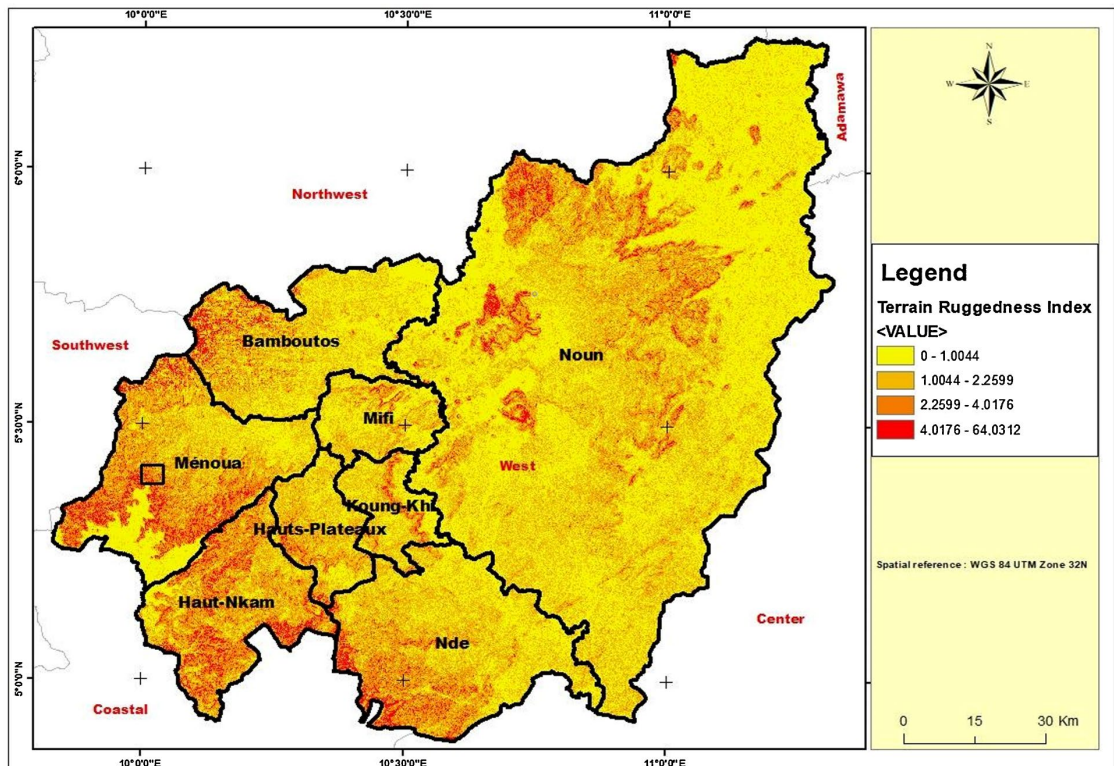 10°0'0"E 10°30'0"E 11°0'0"E
N
W E
S
Adamawa
6°0'0"N
Northwest
Southwest
Bamboutos
Noun
Legend
Terrain Ruggedness Index
<VALUE>
0 - 1.0044
1.0044 - 2.2599
2.2599 - 4.0176
4.0176 - 64.0312
5°30'0"N
Mifi
Ménoua
West
Koung-Khi
Hauts-Plateaux
Spatial reference : WGS 84 UTM Zone 32N
Haut-Nkam
Center
Nde
5°0'0"N
Coastal
0 15 30 Km
10°0'0"E 10°30'0"E 11°0'0"E